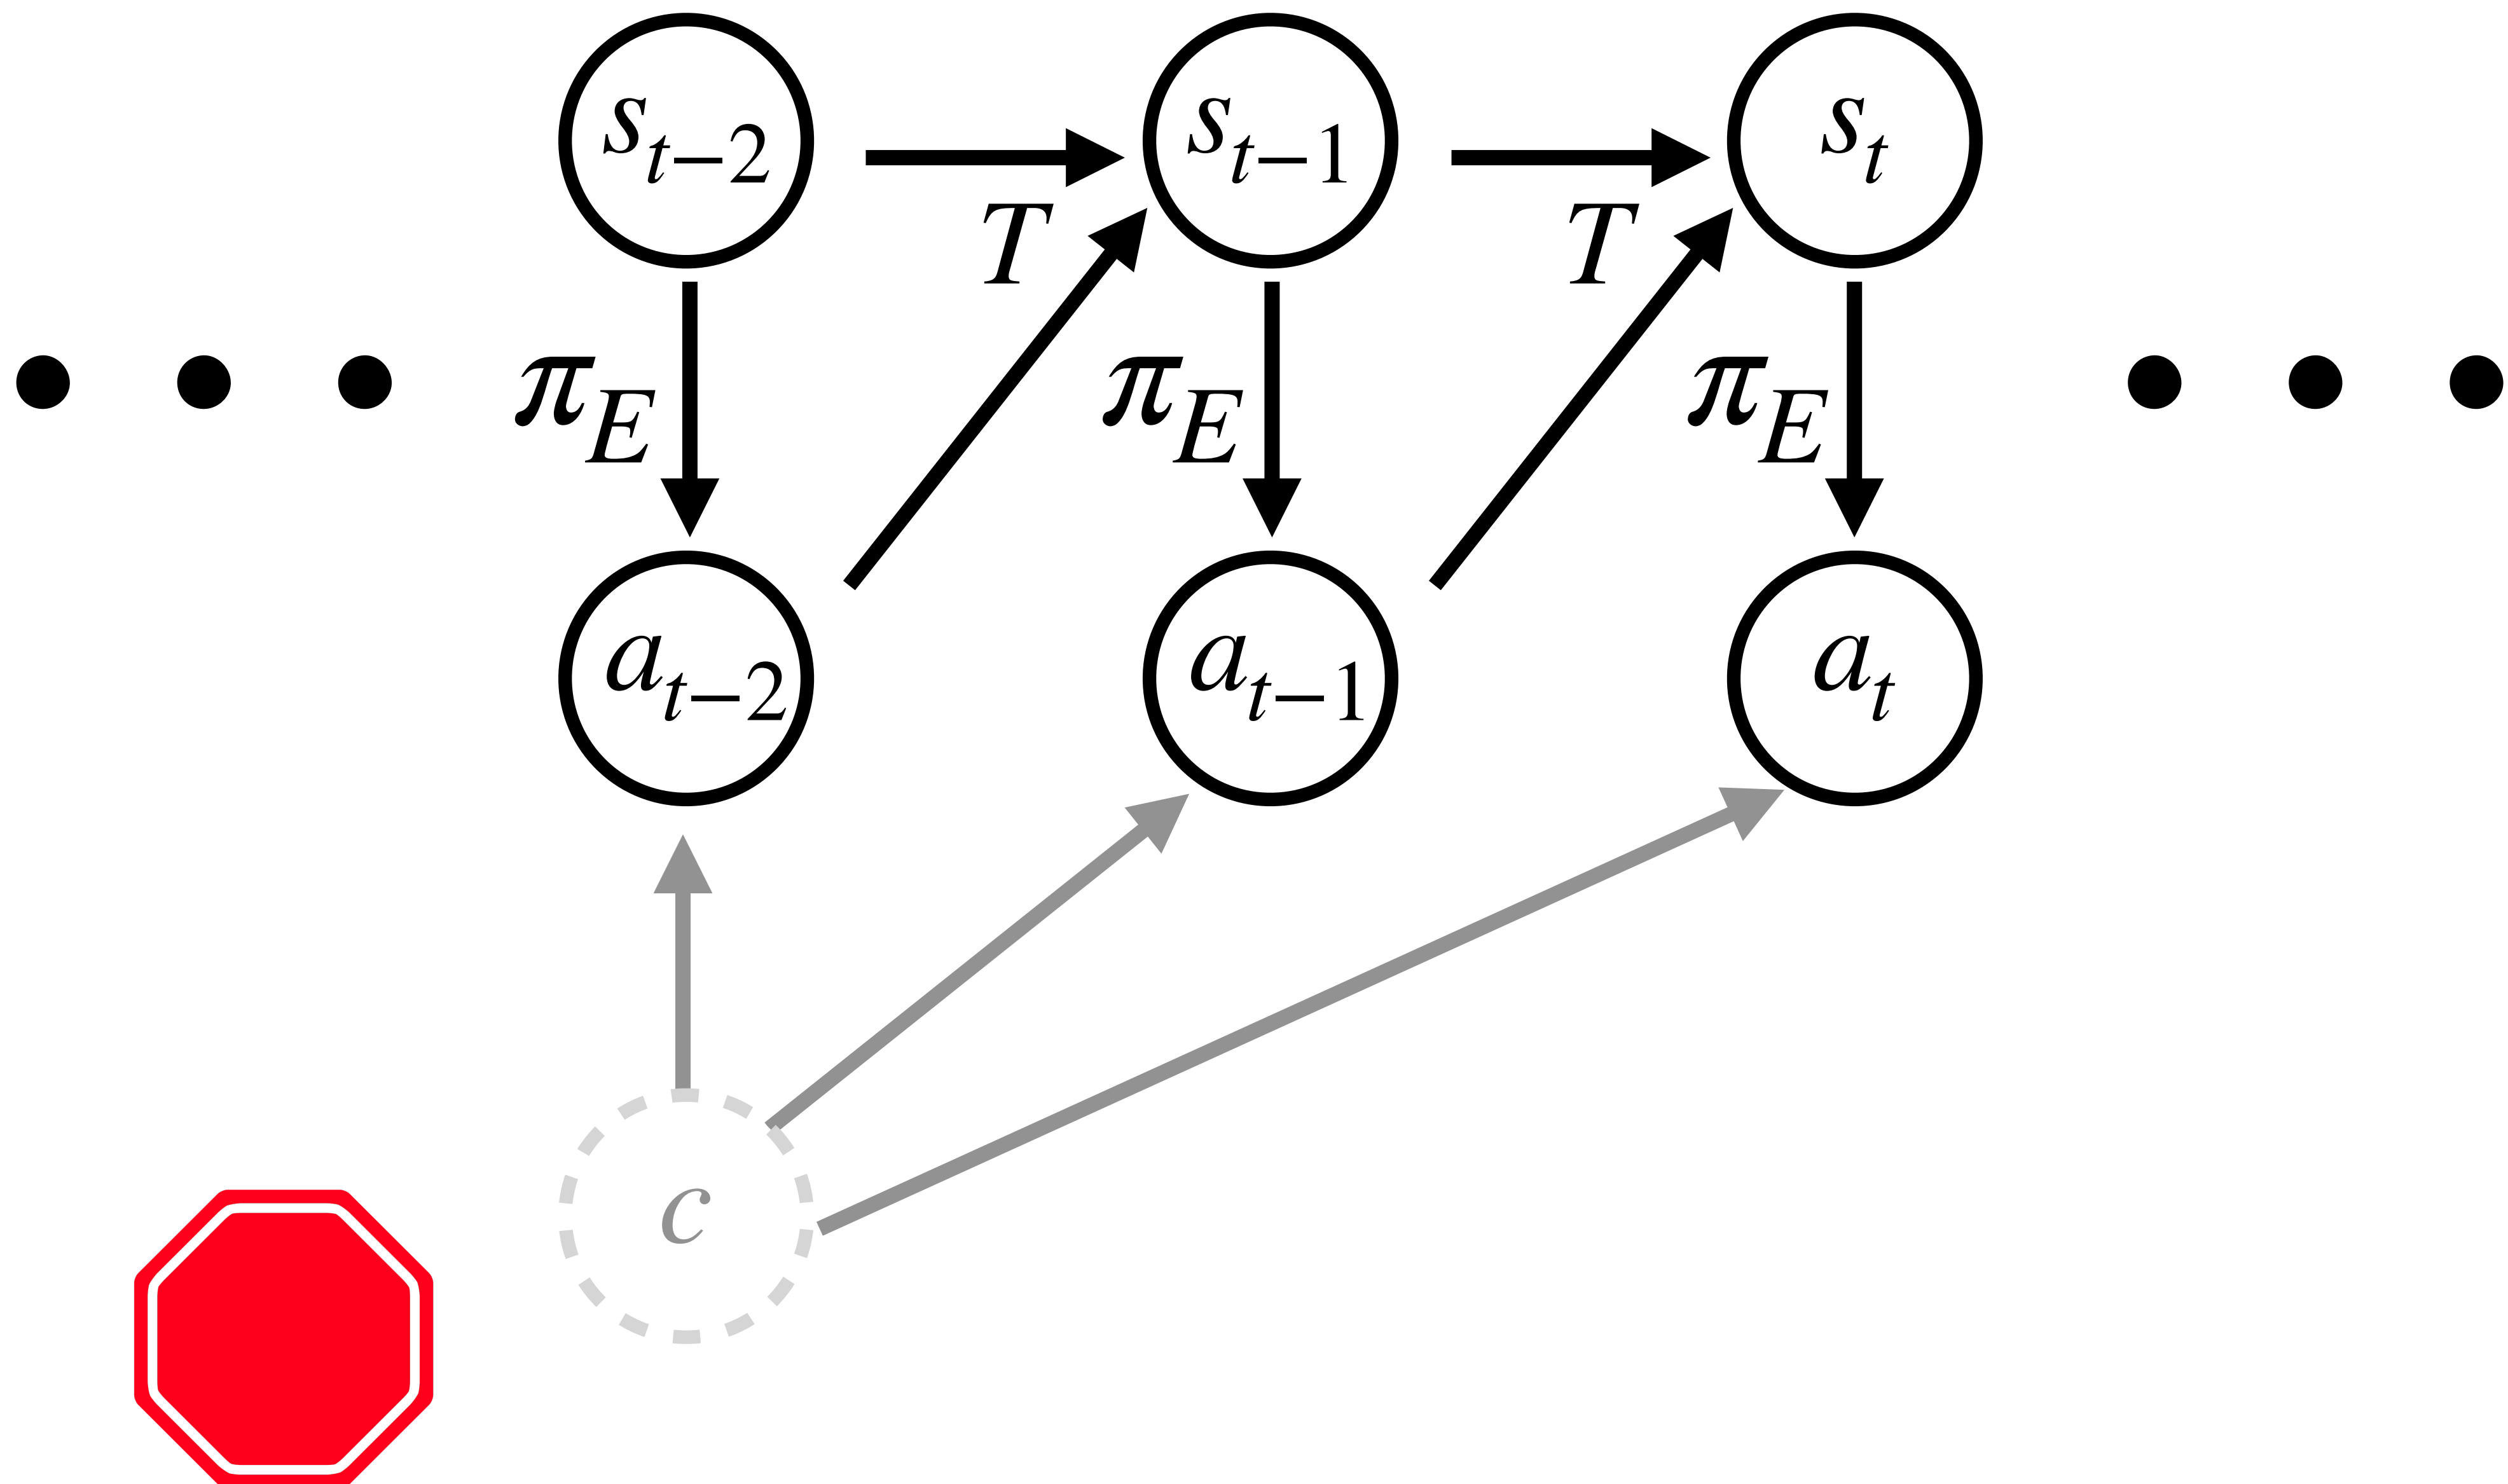 s_{t−2} s_{t−1} s_t
T T
π_E π_E π_E
a_{t−2} a_{t−1} a_t
c